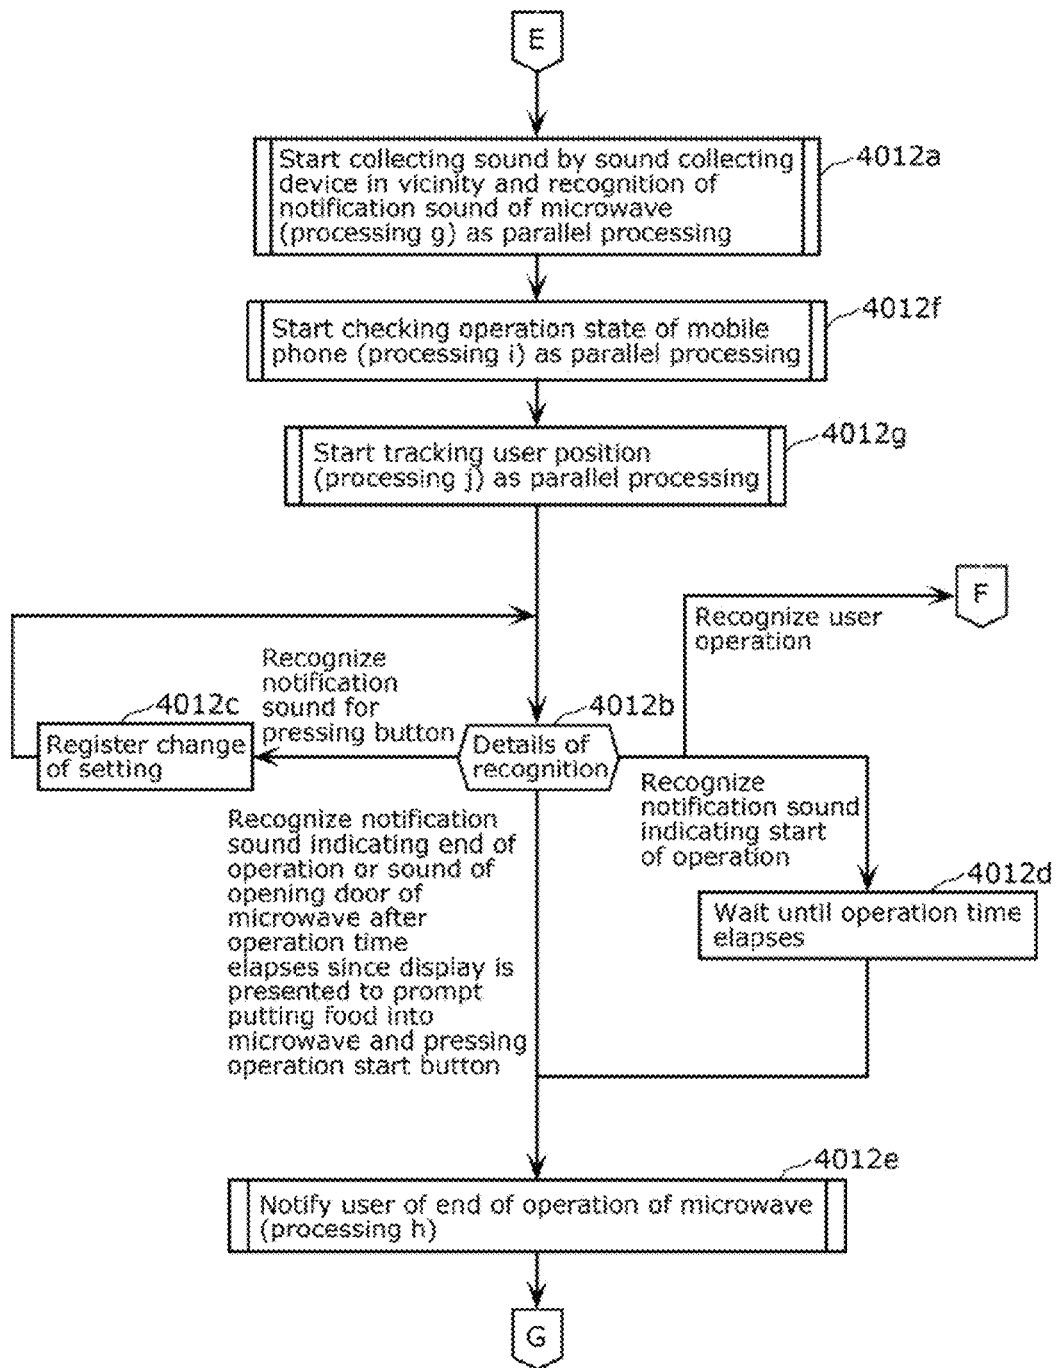 E
4012a
Start collecting sound by sound collecting
device in vicinity and recognition of
notification sound of microwave
(processing g) as parallel processing
4012f
Start checking operation state of mobile
phone (processing i) as parallel processing
4012g
Start tracking user position
(processing j) as parallel processing
F
Recognize user
operation
Recognize
notification
sound for
pressing button
4012c
Register change
of setting
4012b
Details of
recognition
Recognize
notification sound
indicating start
of operation
4012d
Wait until operation time
elapses
Recognize notification
sound indicating end of
operation or sound of
opening door of
microwave after
operation time
elapses since display is
presented to prompt
putting food into
microwave and pressing
operation start button
4012e
Notify user of end of operation of microwave
(processing h)
G